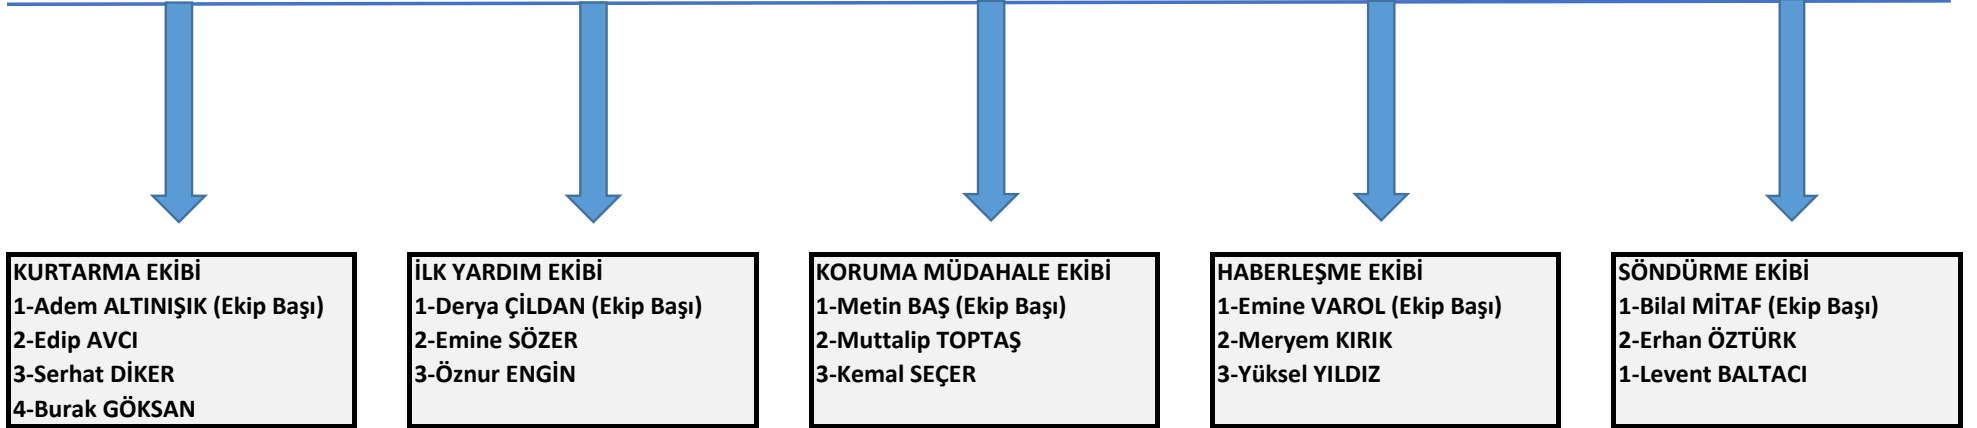 KURTARMA EKİBİ
1-Adem ALTINIŞIK (Ekip Başı)
2-Edip AVCI
3-Serhat DİKER
4-Burak GÖKSAN
İLK YARDIM EKİBİ
1-Derya ÇİLDAN (Ekip Başı)
2-Emine SÖZER
3-Öznur ENGİN
KORUMA MÜDAHALE EKİBİ
1-Metin BAŞ (Ekip Başı)
2-Muttalip TOPTAŞ
3-Kemal SEÇER
HABERLEŞME EKİBİ
1-Emine VAROL (Ekip Başı)
2-Meryem KIRIK
3-Yüksel YILDIZ
SÖNDÜRME EKİBİ
1-Bilal MİTAF (Ekip Başı)
2-Erhan ÖZTÜRK
1-Levent BALTACI